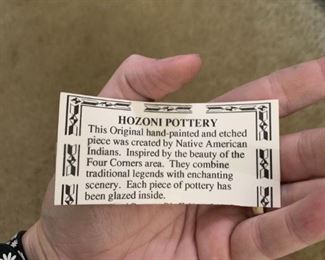 HOZONI POTTERY
This Original hand-painted and etched
piece was created by Native American
Indians. Inspired by the beauty of the
Four Corners area. They combine
traditional legends with enchanting
scenery. Each piece of pottery has
been glazed inside.